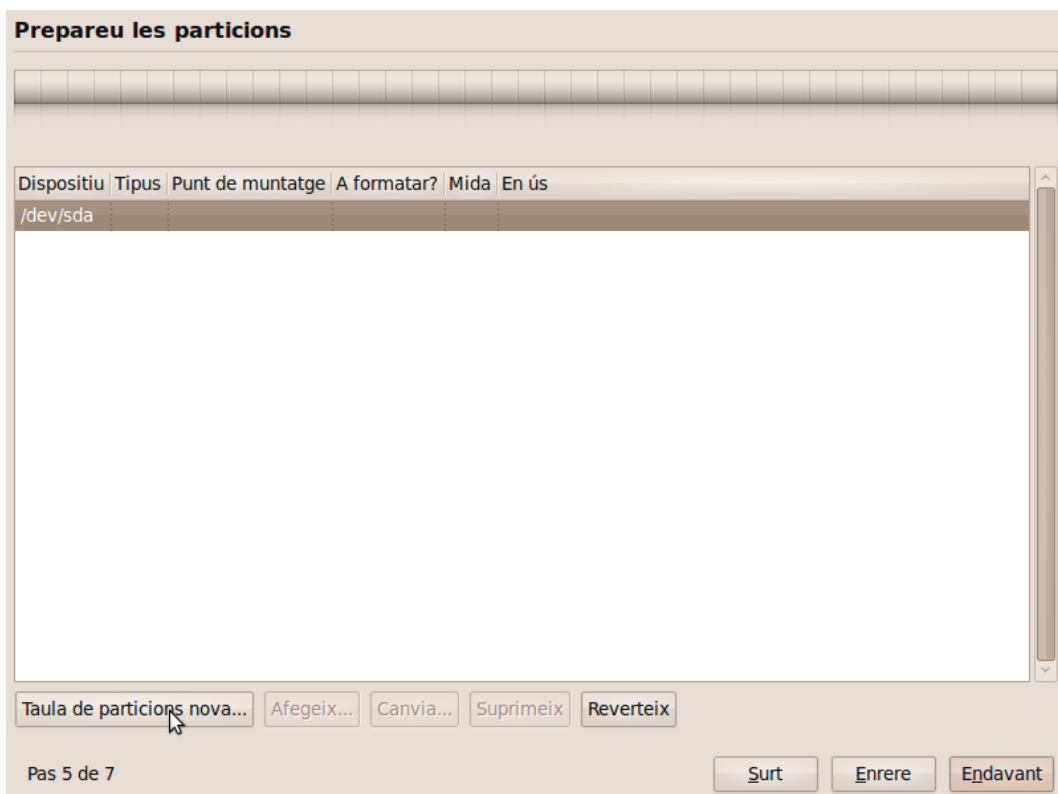 Prepareu les particions
Dispositiu Tipus Punt de muntatge A formatar? Mida En ús
/dev/sda
Taula de particions nova... Afegeix... Canvia... Suprimeix Reverteix
Pas 5 de 7 Surt Enrere Endavant